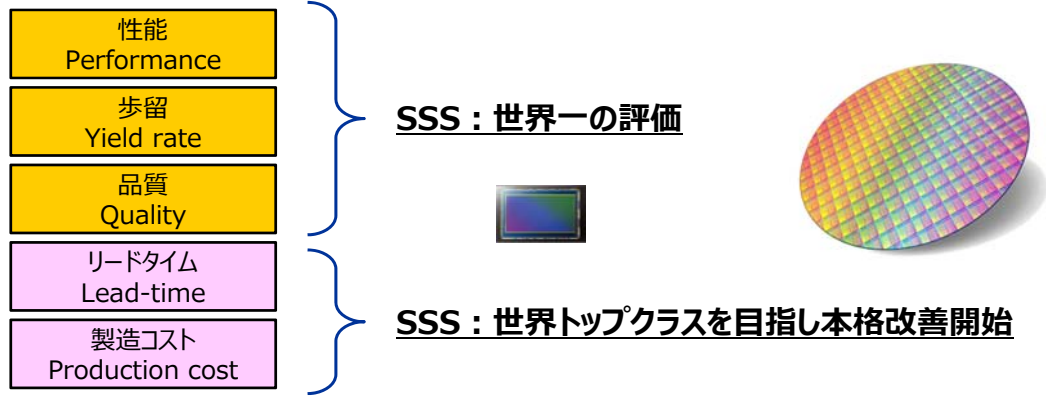 性能
Performance
歩留
Yield rate
品質
Quality
SSS：世界一の評価
リードタイム
Lead-time
製造コスト
Production cost
SSS：世界トップクラスを目指し本格改善開始